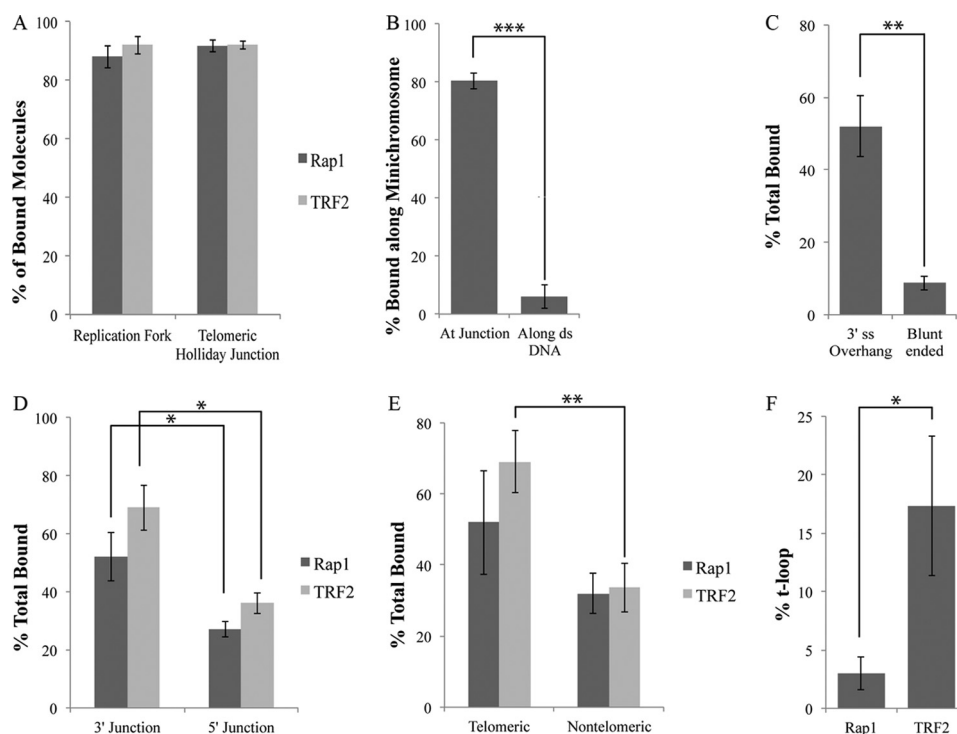 A
% of Bound Molecules
100
80
60
40
20
0
Replication Fork
Telomeric
Holliday Junction
Rap1
TRF2
B
% Bound along Minichromosome
100
80
60
40
20
0
***
At Junction
Along ds
DNA
C
% Total Bound
80
60
40
20
0
**
3' ss
Overhang
Blunt
ended
D
% Total Bound
100
80
60
40
20
0
*
*
3' Junction
5' Junction
Rap1
TRF2
E
% Total Bound
100
80
60
40
20
0
**
Telomeric
Nontelomeric
Rap1
TRF2
F
% t-loop
25
20
15
10
5
0
*
Rap1
TRF2